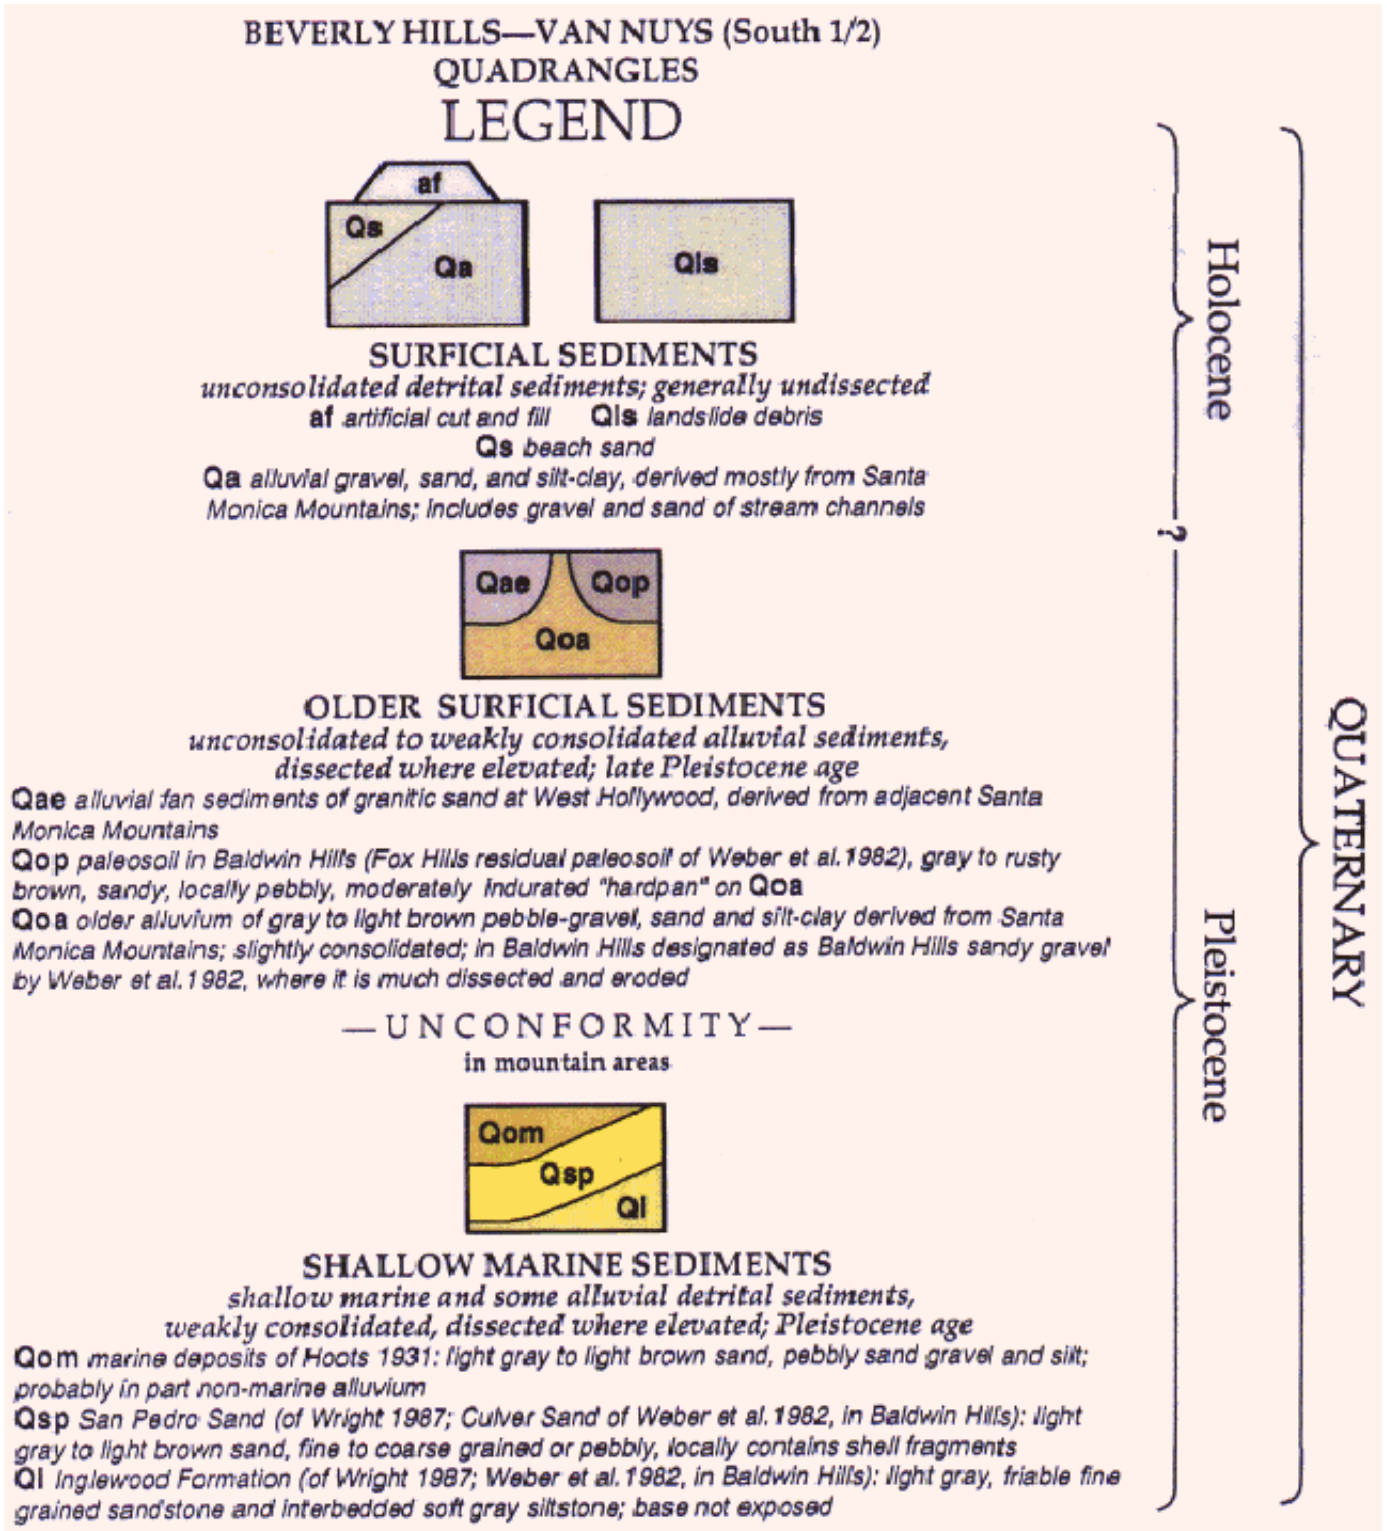 BEVERLY HILLS—VAN NUYS (South 1/2)
QUADRANGLES
LEGEND
af
Qs
Qa
Qls
SURFICIAL SEDIMENTS
unconsolidated detrital sediments; generally undissected
af artificial cut and fill Qls landslide debris
Qs beach sand
Qa alluvial gravel, sand, and silt-clay, derived mostly from Santa
Monica Mountains; includes gravel and sand of stream channels
Qae
Qop
Qoa
OLDER SURFICIAL SEDIMENTS
unconsolidated to weakly consolidated alluvial sediments,
dissected where elevated; late Pleistocene age
Qae alluvial fan sediments of granitic sand at West Hollywood, derived from adjacent Santa
Monica Mountains
Qop paleosoil in Baldwin Hills (Fox Hills residual paleosoil of Weber et al. 1982), gray to rusty
brown, sandy, locally pebbly, moderately indurated "hardpan" on Qoa
Qoa older alluvium of gray to light brown pebble-gravel, sand and silt-clay derived from Santa
Monica Mountains; slightly consolidated; in Baldwin Hills designated as Baldwin Hills sandy gravel
by Weber et al. 1982, where it is much dissected and eroded
—UNCONFORMITY—
in mountain areas
Qom
Qsp
QI
SHALLOW MARINE SEDIMENTS
shallow marine and some alluvial detrital sediments,
weakly consolidated, dissected where elevated; Pleistocene age
Qom marine deposits of Hoots 1931: light gray to light brown sand, pebbly sand gravel and silt;
probably in part non-marine alluvium
Qsp San Pedro Sand (of Wright 1987; Culver Sand of Weber et al. 1982, in Baldwin Hills): light
gray to light brown sand, fine to coarse grained or pebbly, locally contains shell fragments
QI Inglewood Formation (of Wright 1987; Weber et al. 1982, in Baldwin Hills): light gray, friable fine
grained sandstone and interbedded soft gray siltstone; base not exposed
Holocene
?
Pleistocene
QUATERNARY